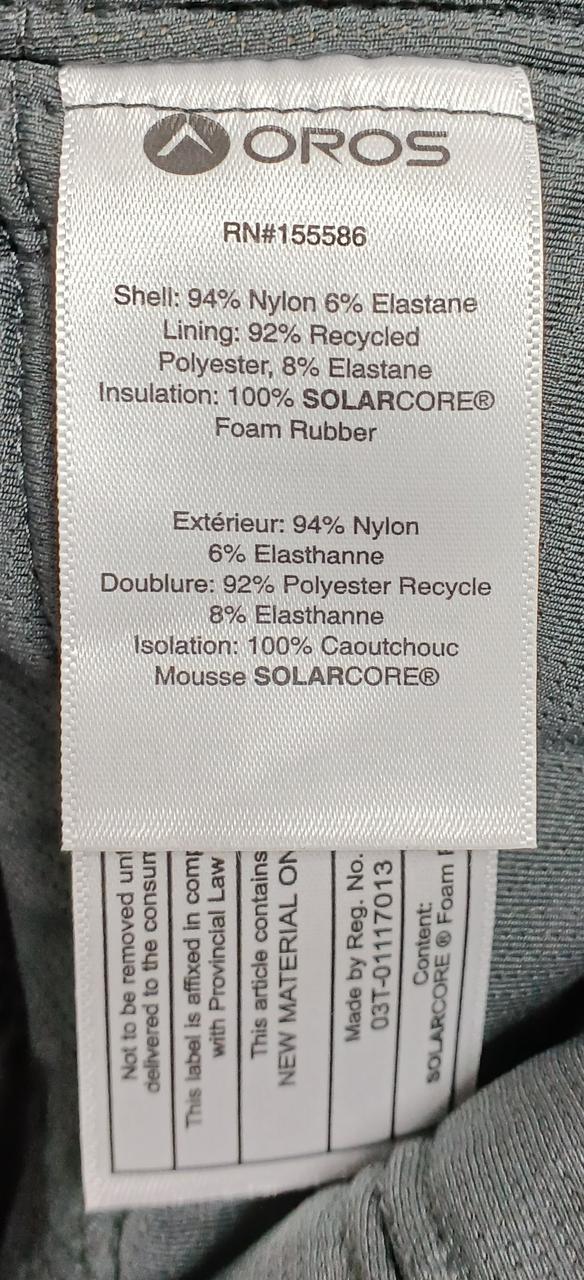 OROS
RN#155586
Shell: 94% Nylon 6% Elastane
Lining: 92% Recycled
Polyester, 8% Elastane
Insulation: 100% SOLARCORE®
Foam Rubber
Extérieur: 94% Nylon
6% Elasthanne
Doublure: 92% Polyester Recycle
8% Elasthanne
Isolation: 100% Caoutchouc
Mousse SOLARCORE®
Not to be removed
delivered to the
This label is affixed in
with Provincial Law
This article contains
NEW MATERIAL
Made by Reg. No.
03T-01117013
Content:
SOLARCORE ® Foam